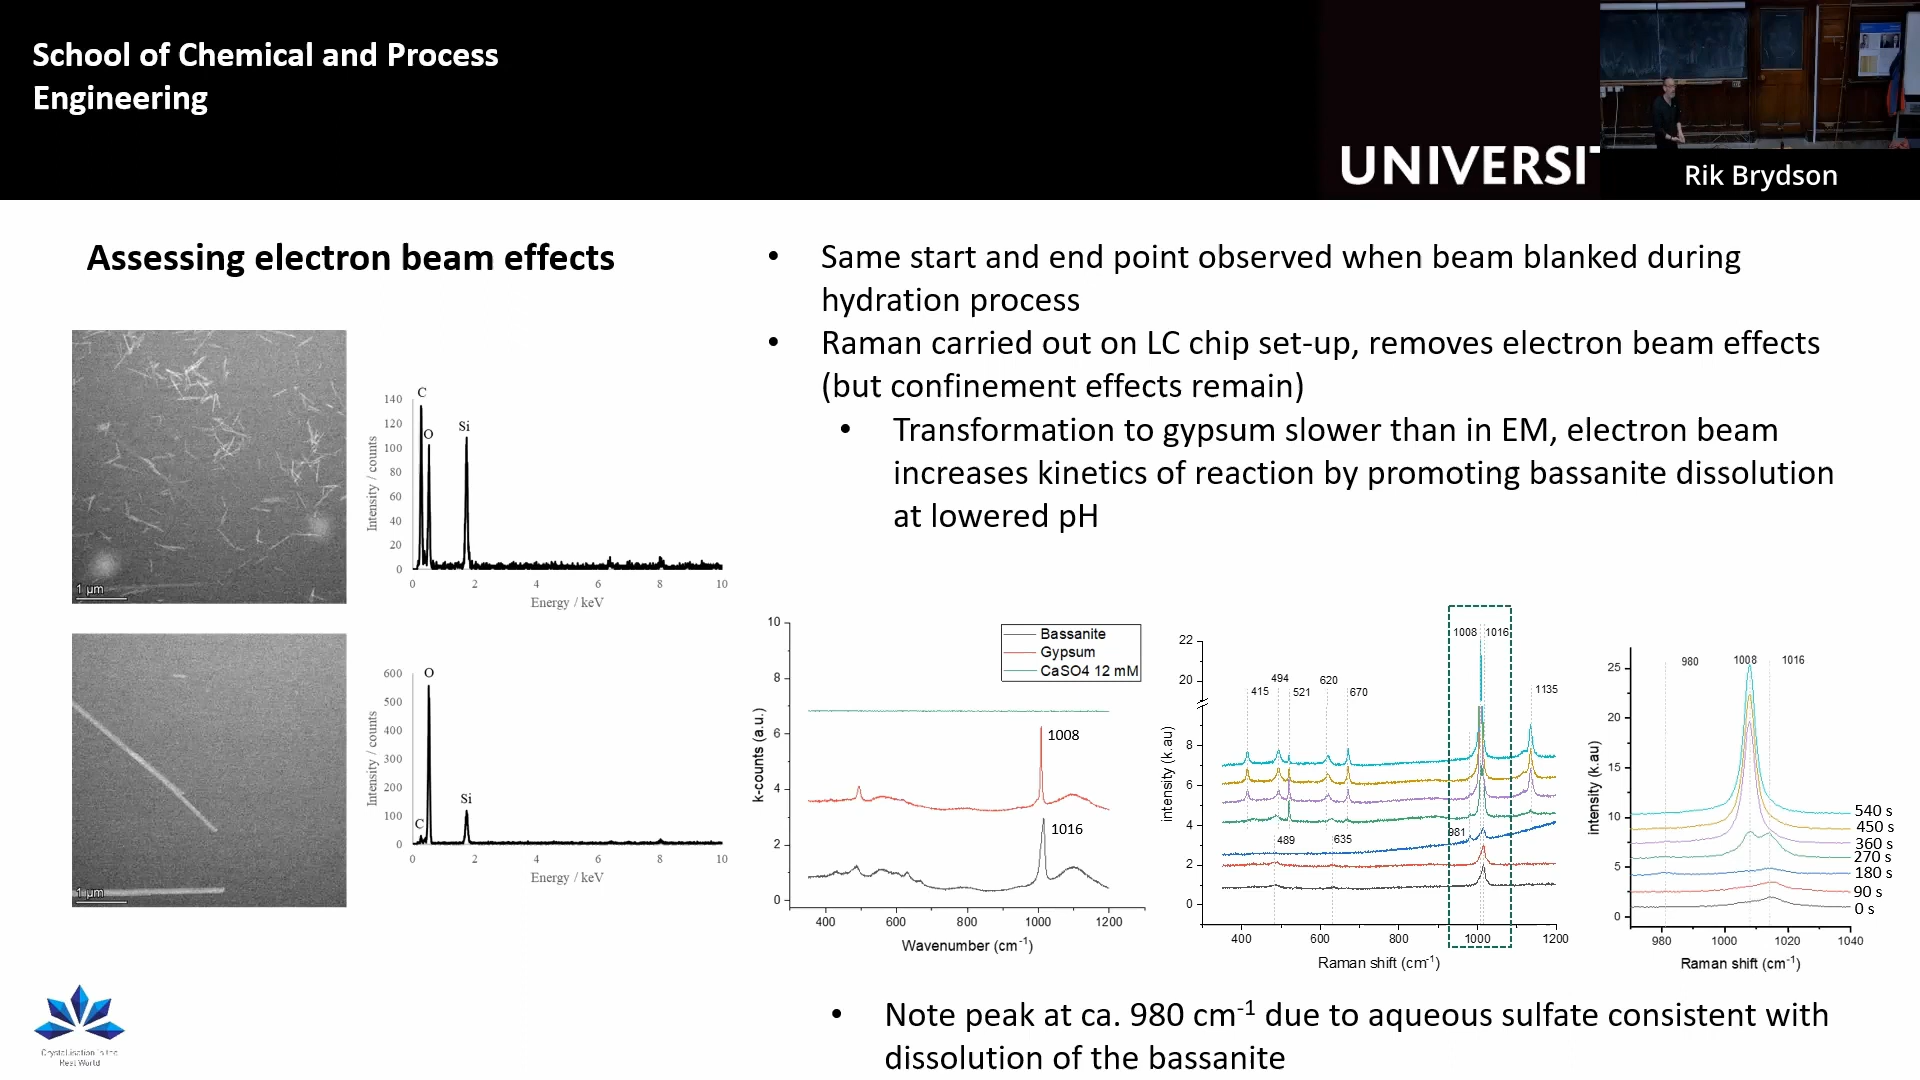 School of Chemical and Process
Engineering
UNIVERSIT
Rik Brydson
Assessing electron beam effects
• Same start and end point observed when beam blanked during
hydration process
• Raman carried out on LC chip set-up, removes electron beam effects
(but confinement effects remain)
• Transformation to gypsum slower than in EM, electron beam
increases kinetics of reaction by promoting bassanite dissolution
at lowered pH
1 µm
C
O
Si
140
120
100
80
60
40
20
0
Intensity / counts
0 2 4 6 8 10
Energy / keV
1 µm
O
Si
C
600
500
400
300
200
100
0
Intensity / counts
0 2 4 6 8 10
Energy / keV
10
8
6
4
2
0
k-counts (a.u.)
Bassanite
Gypsum
CaSO4 12 mM
1008
1016
400 600 800 1000 1200
Wavenumber (cm-1)
22
20
8
6
4
2
0
intensity (k.au)
1008 1016
494 620
415 521 670 1135
981
489 635
400 600 800 1000 1200
Raman shift (cm-1)
25
20
15
10
5
0
intensity (k.au)
980 1008 1016
540 s
450 s
360 s
270 s
180 s
90 s
0 s
980 1000 1020 1040
Raman shift (cm-1)
• Note peak at ca. 980 cm-1 due to aqueous sulfate consistent with
dissolution of the bassanite
Crystallisation in the
Real World